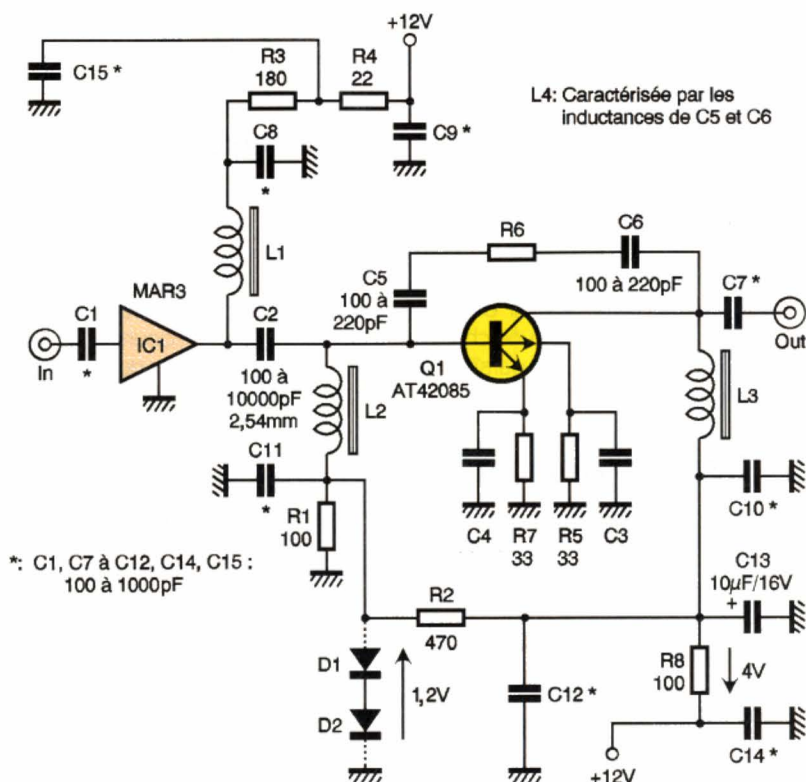 +12V
R3
180
R4
22
C15 *
C9 *
L4: Caractérisée par les
inductances de C5 et C6
C8
*
L1
R6
C6
100 à 220pF
C5
100 à
220pF
C7 *
MAR3
C1
*
IC1
In
C2
100 à
10000pF
2,54mm
Q1
AT42085
Out
L2
L3
C11
*
R1
100
C4
R7
33
R5
33
C3
C10 *
*: C1, C7 à C12, C14, C15 :
100 à 1000pF
C13
10µF/16V
+
R2
470
R8
100
4V
D1
D2
1,2V
C12 *
C14 *
+12V